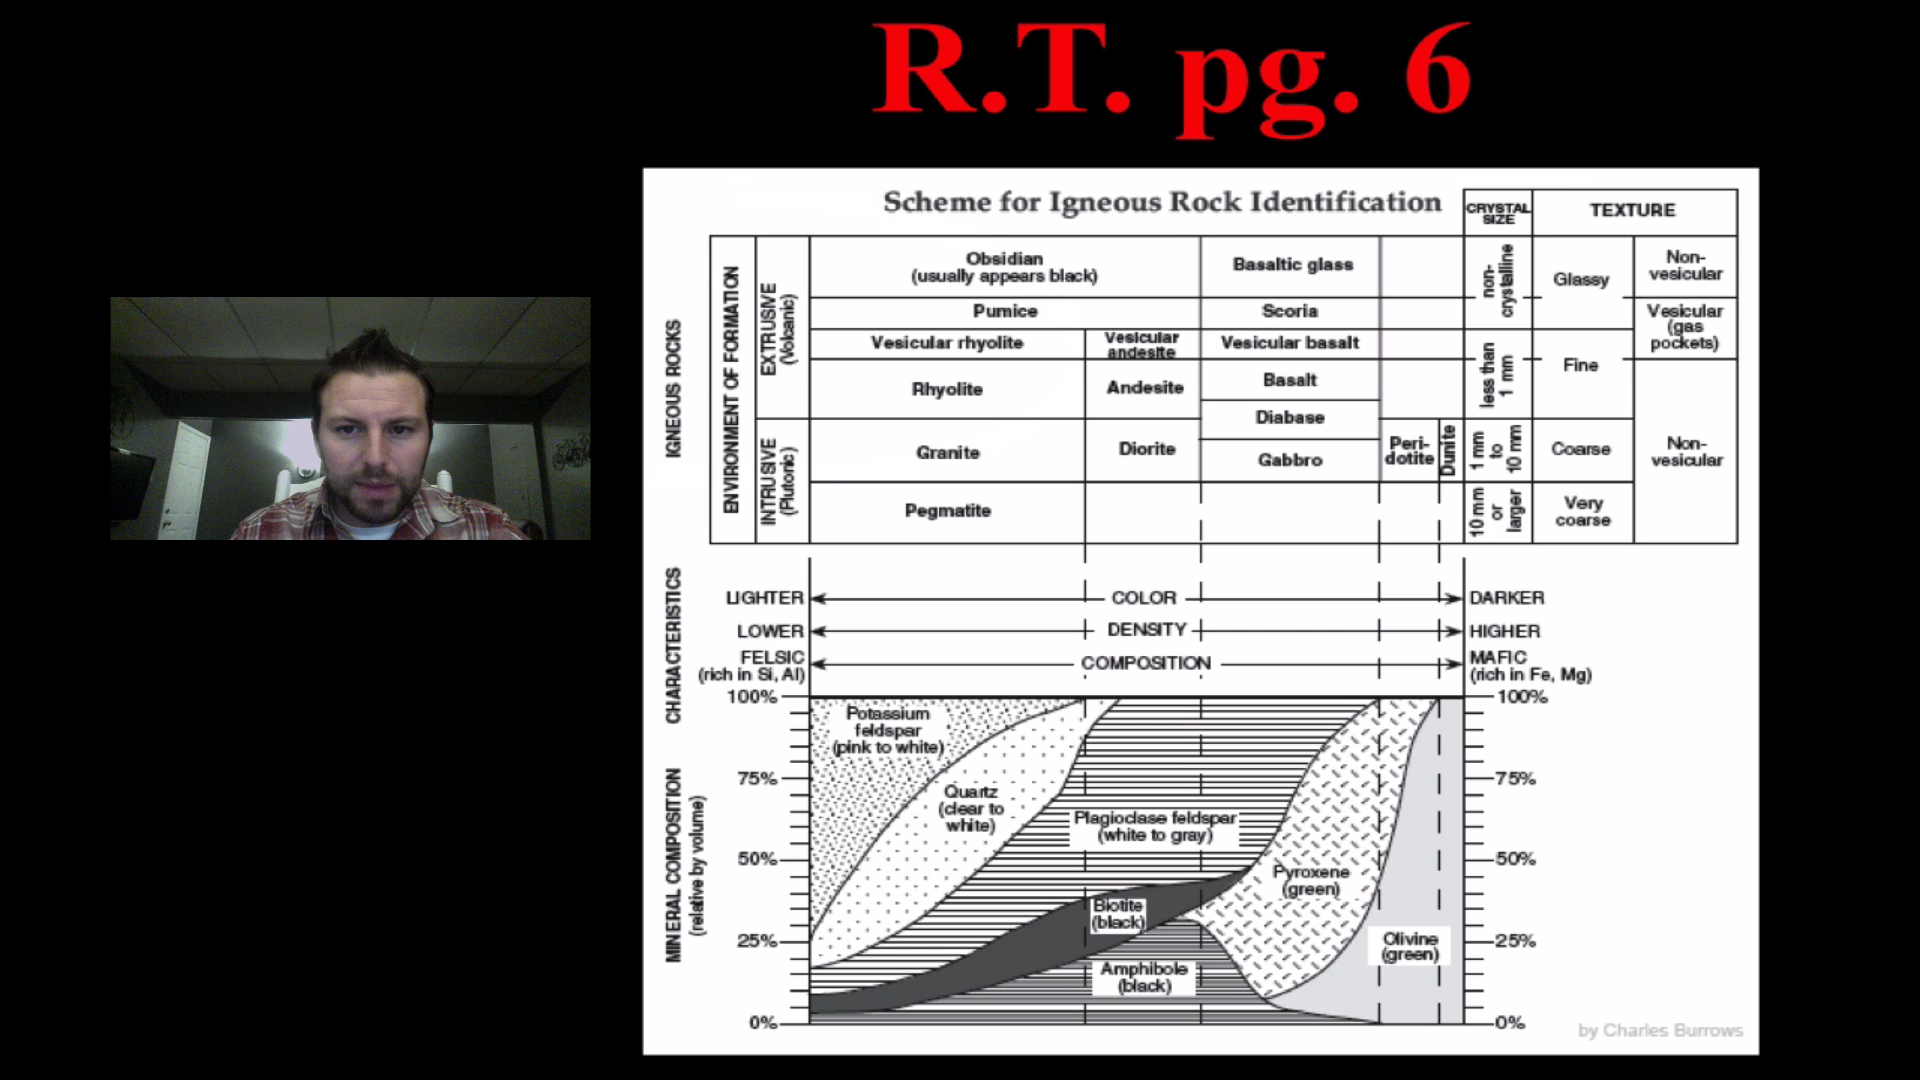 R.T. pg. 6
Scheme for Igneous Rock Identification
CRYSTAL
SIZE
TEXTURE
IGNEOUS ROCKS
ENVIRONMENT OF FORMATION
EXTRUSIVE
(Volcanic)
Obsidian
(usually appears black)
Basaltic glass
non-
crystalline
Glassy
Non-
vesicular
Pumice
Scoria
Vesicular
(gas
pockets)
Vesicular rhyolite
Vesicular
andesite
Vesicular basalt
less than
1 mm
Fine
Rhyolite
Andesite
Basalt
Diabase
INTRUSIVE
(Plutonic)
Granite
Diorite
Gabbro
Peri-
dotite
Dunite
1 mm
to
10 mm
Coarse
Non-
vesicular
Pegmatite
10 mm
or
larger
Very
coarse
CHARACTERISTICS
LIGHTER
COLOR
DARKER
LOWER
DENSITY
HIGHER
FELSIC
(rich in Si, Al)
COMPOSITION
MAFIC
(rich in Fe, Mg)
MINERAL COMPOSITION
(relative by volume)
100%
75%
50%
25%
0%
Potassium
feldspar
(pink to white)
Quartz
(clear to
white)
Plagioclase feldspar
(white to gray)
Biotite
(black)
Amphibole
(black)
Pyroxene
(green)
Olivine
(green)
100%
75%
50%
25%
0%
by Charles Burrows